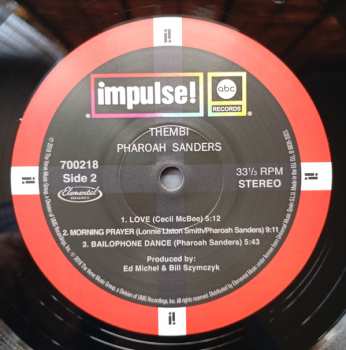 impulse!
abc
RECORDS
THEMBI
PHAROAH SANDERS
700218
Side 2
33⅓ RPM
STEREO
Elemental
1. LOVE (Cecil McBee) 5:12
2. MORNING PRAYER (Lonnie Liston Smith/Pharoah Sanders) 9:11
3. BAILOPHONE DANCE (Pharoah Sanders) 5:43
Produced by:
Ed Michel & Bill Szymczyk
i!